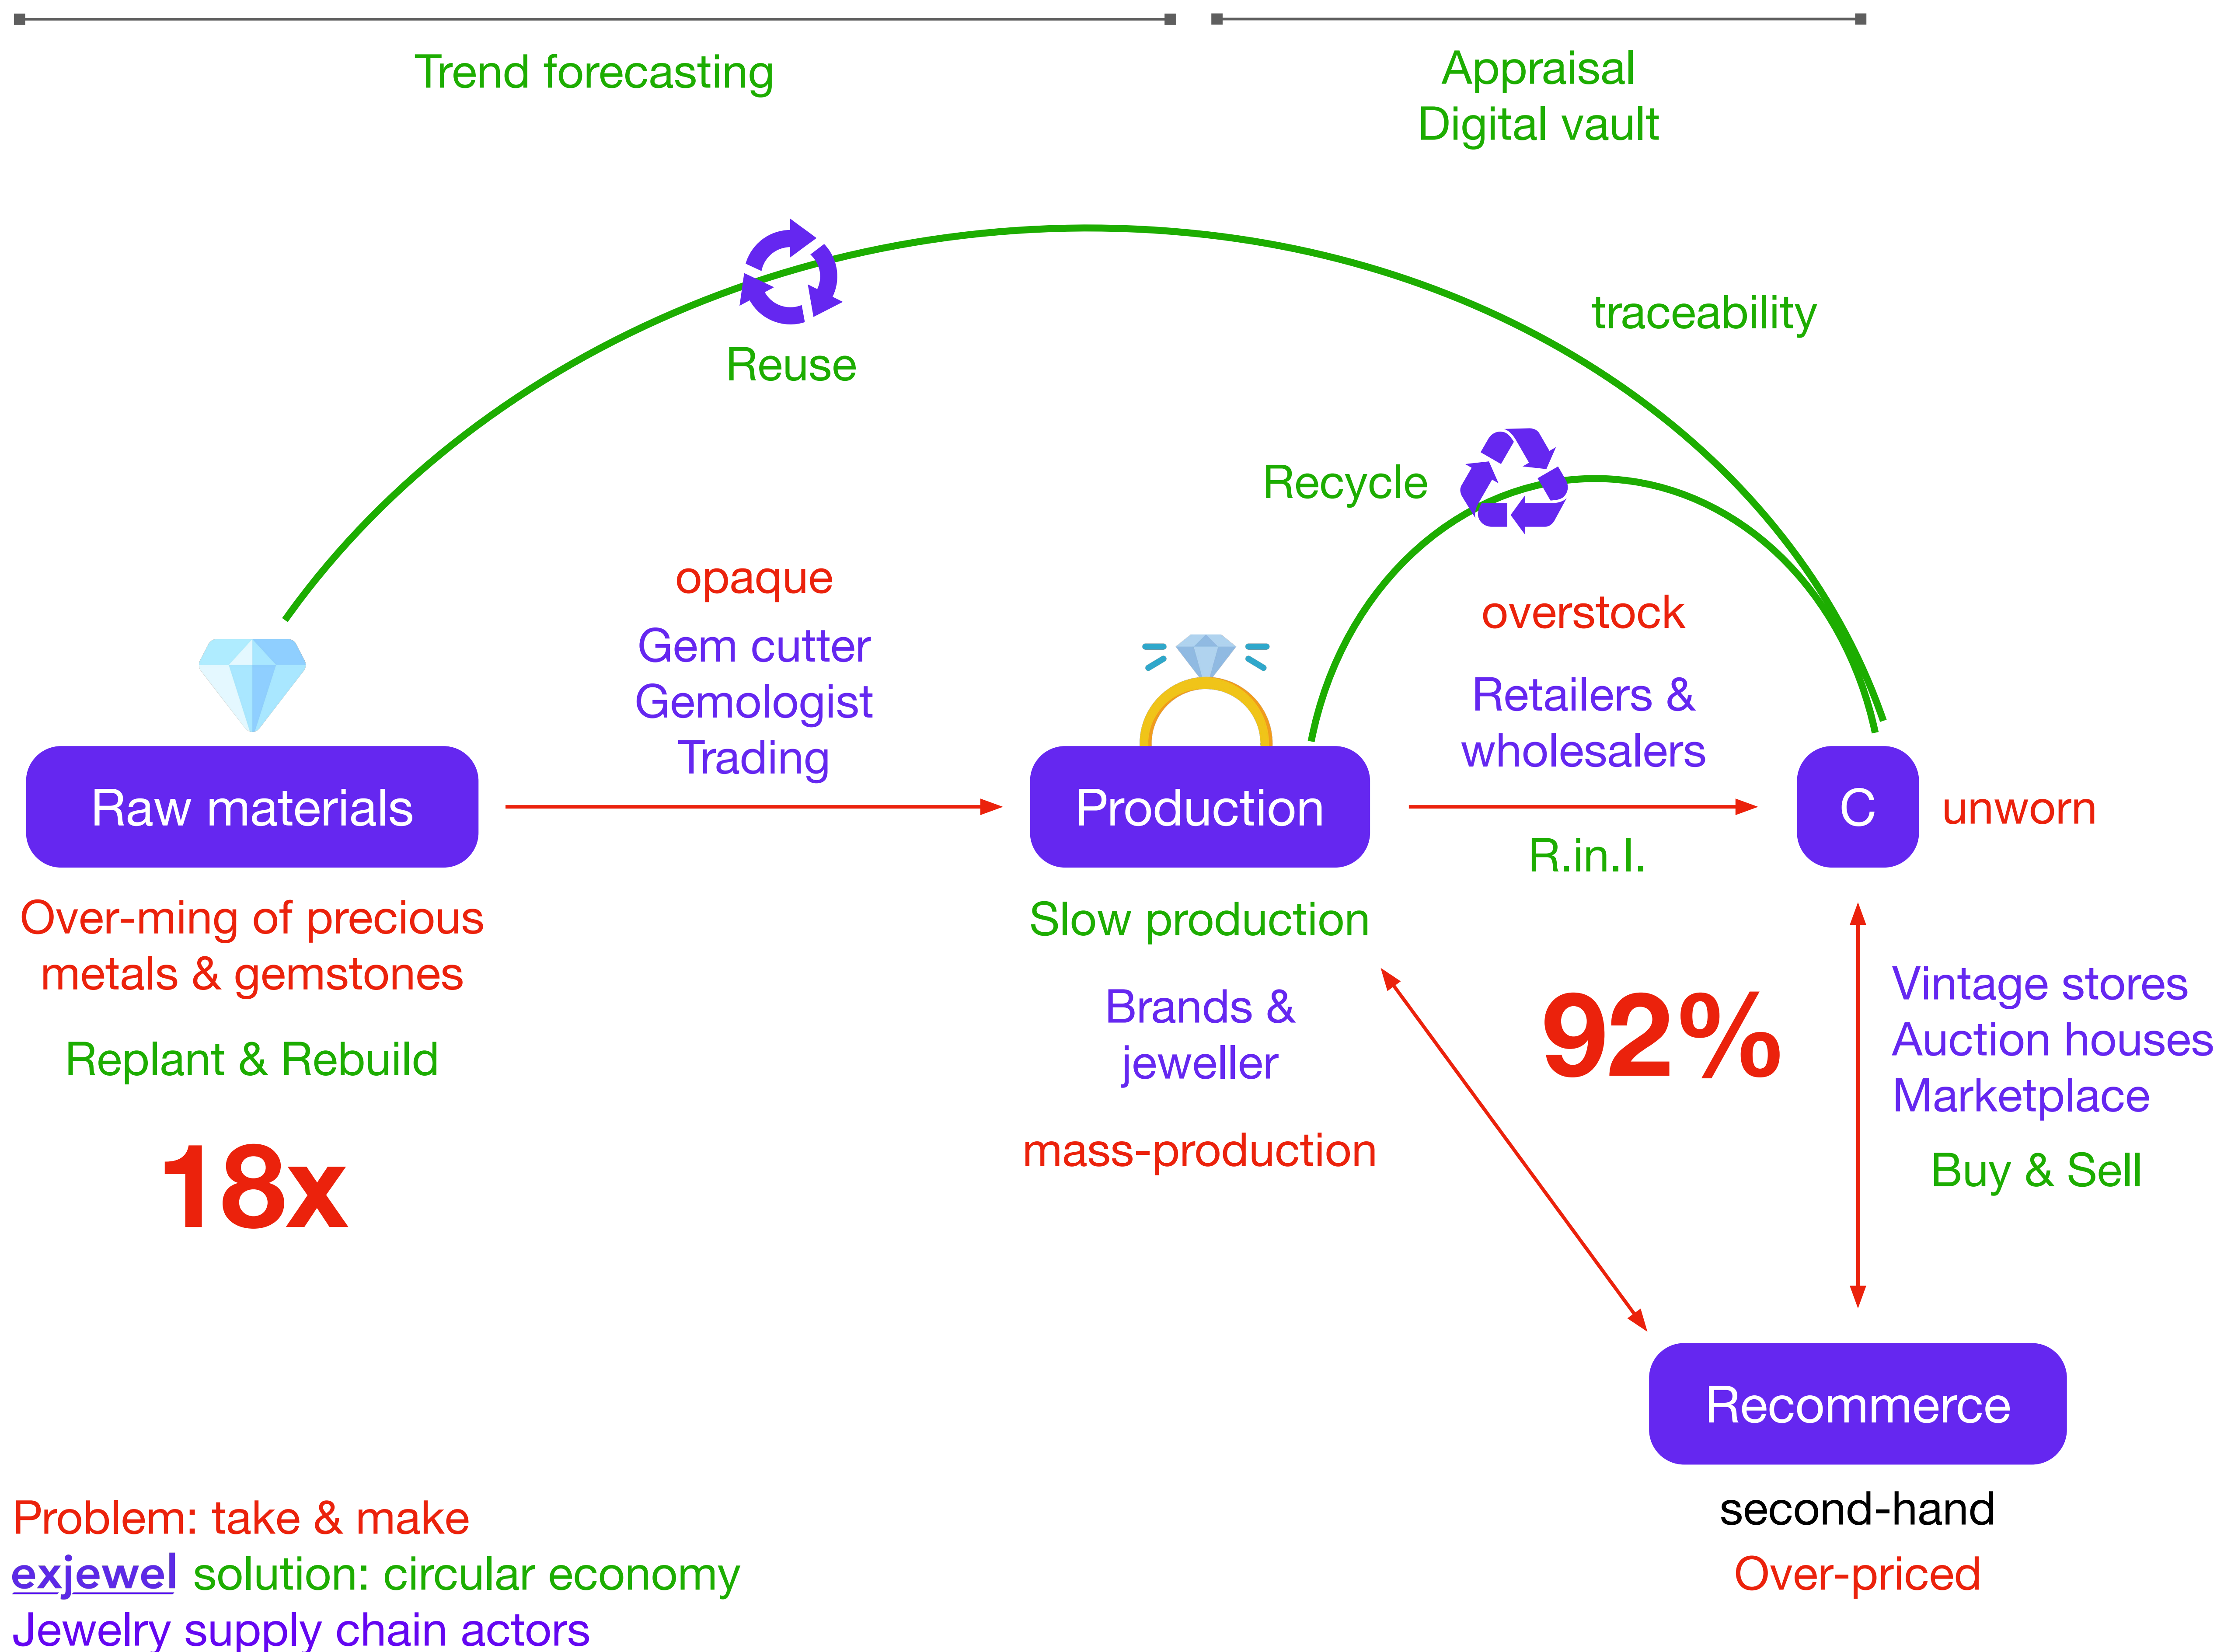 Trend forecasting
Appraisal
Digital vault
Reuse
traceability
Recycle
opaque
Gem cutter
Gemologist
Trading
overstock
Retailers &
wholesalers
Raw materials
Production
C
unworn
R.in.I.
Over-ming of precious
metals & gemstones
Replant & Rebuild
18x
Slow production
Brands &
jeweller
mass-production
92%
Vintage stores
Auction houses
Marketplace
Buy & Sell
Recommerce
second-hand
Over-priced
Problem: take & make
exjewel solution: circular economy
Jewelry supply chain actors